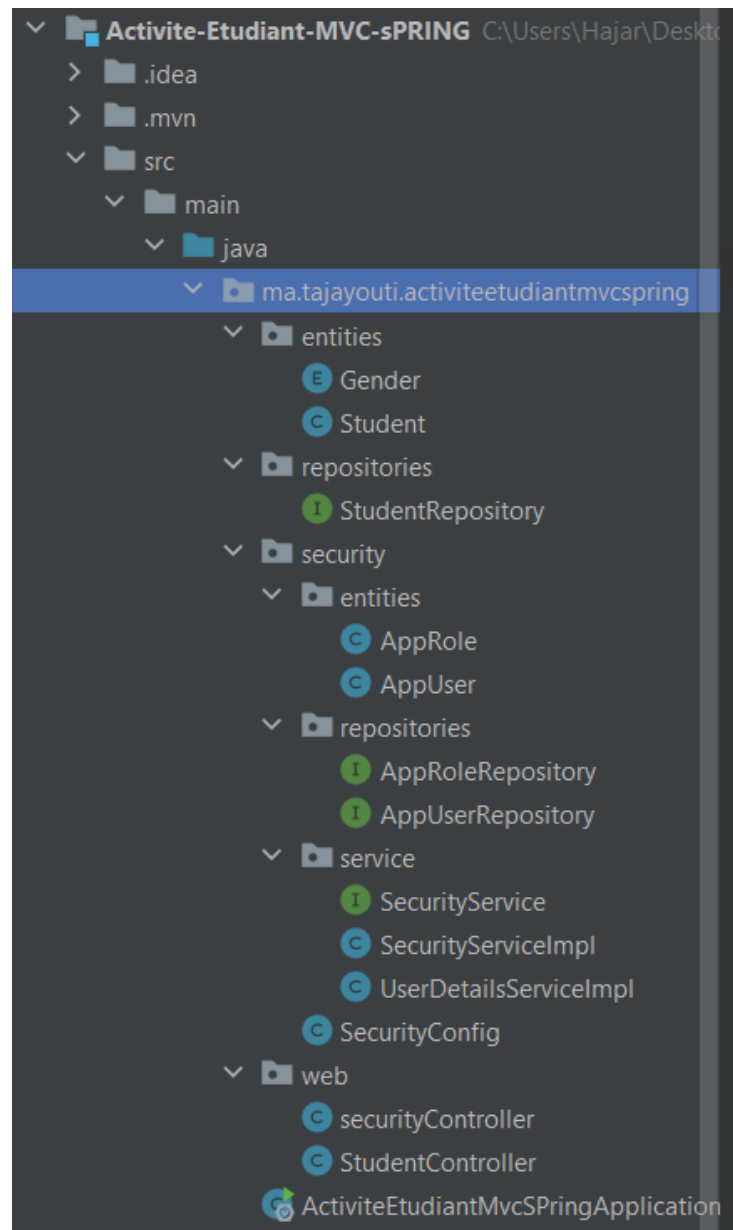 Activite-Etudiant-MVC-sPRING C:\Users\Hajar\Deskto
.idea
.mvn
src
main
java
ma.tajayouti.activiteetudiantmvcspring
entities
E Gender
C Student
repositories
I StudentRepository
security
entities
C AppRole
C AppUser
repositories
I AppRoleRepository
I AppUserRepository
service
I SecurityService
C SecurityServiceImpl
C UserDetailsServiceImpl
C SecurityConfig
web
C securityController
C StudentController
ActiviteEtudiantMvcSPringApplication